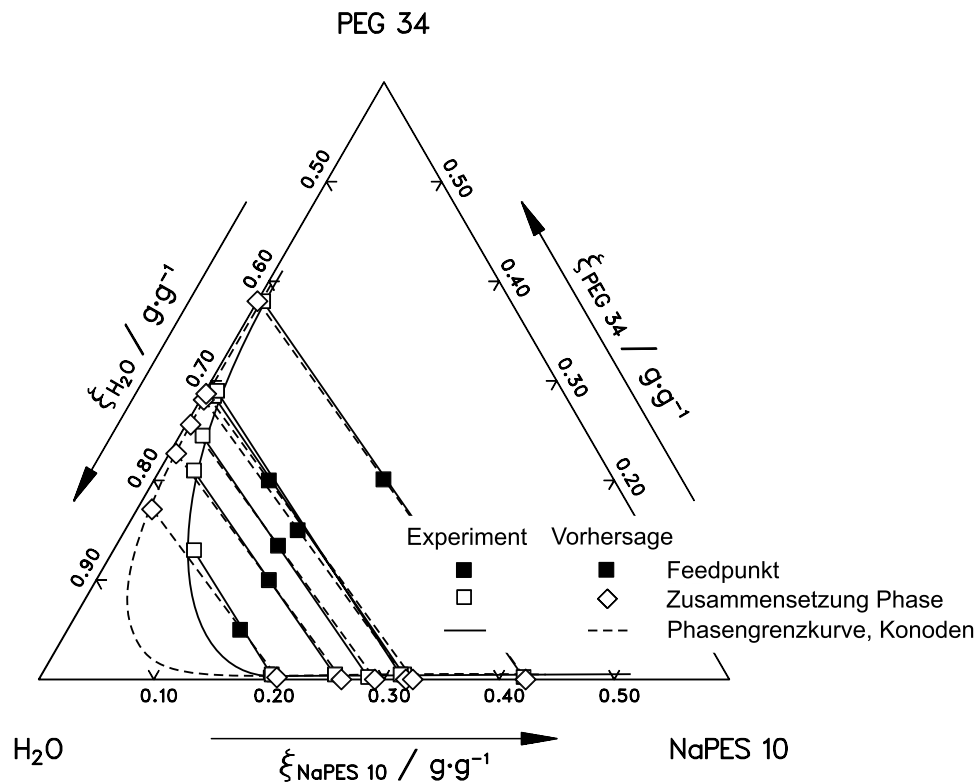 PEG 34
0.50
0.60
0.70
0.80
0.90
0.50
0.40
0.30
0.20
ξH₂O / g·g⁻¹
ξPEG 34 / g·g⁻¹
Experiment Vorhersage
Feedpunkt
Zusammensetzung Phase
Phasengrenzkurve, Konoden
0.10 0.20 0.30 0.40 0.50
H₂O
ξNaPES 10 / g·g⁻¹
NaPES 10